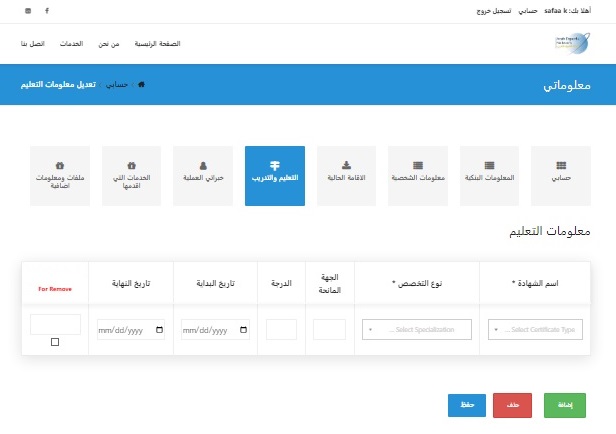 أهلا بك: safaa k حسابي تسجيل خروج
الصفحة الرئيسية من نحن الخدمات اتصل بنا
معلوماتي
حسابي / تعديل معلومات التعليم
حسابي
المعلومات البنكية
معلومات الشخصية
الاقامة الحالية
التعليم والتدريب
خبراتي العملية
الخدمات التي
أقدمها
ملفات ومعلومات
اضافية
معلومات التعليم
اسم الشهادة *
نوع التخصص *
الجهة
المانحة
الدرجة
تاريخ البداية
تاريخ النهاية
For Remove
Select Certificate Type ...
Select Specialization ...
mm/dd/yyyy
mm/dd/yyyy
إضافة
حذف
حفظ